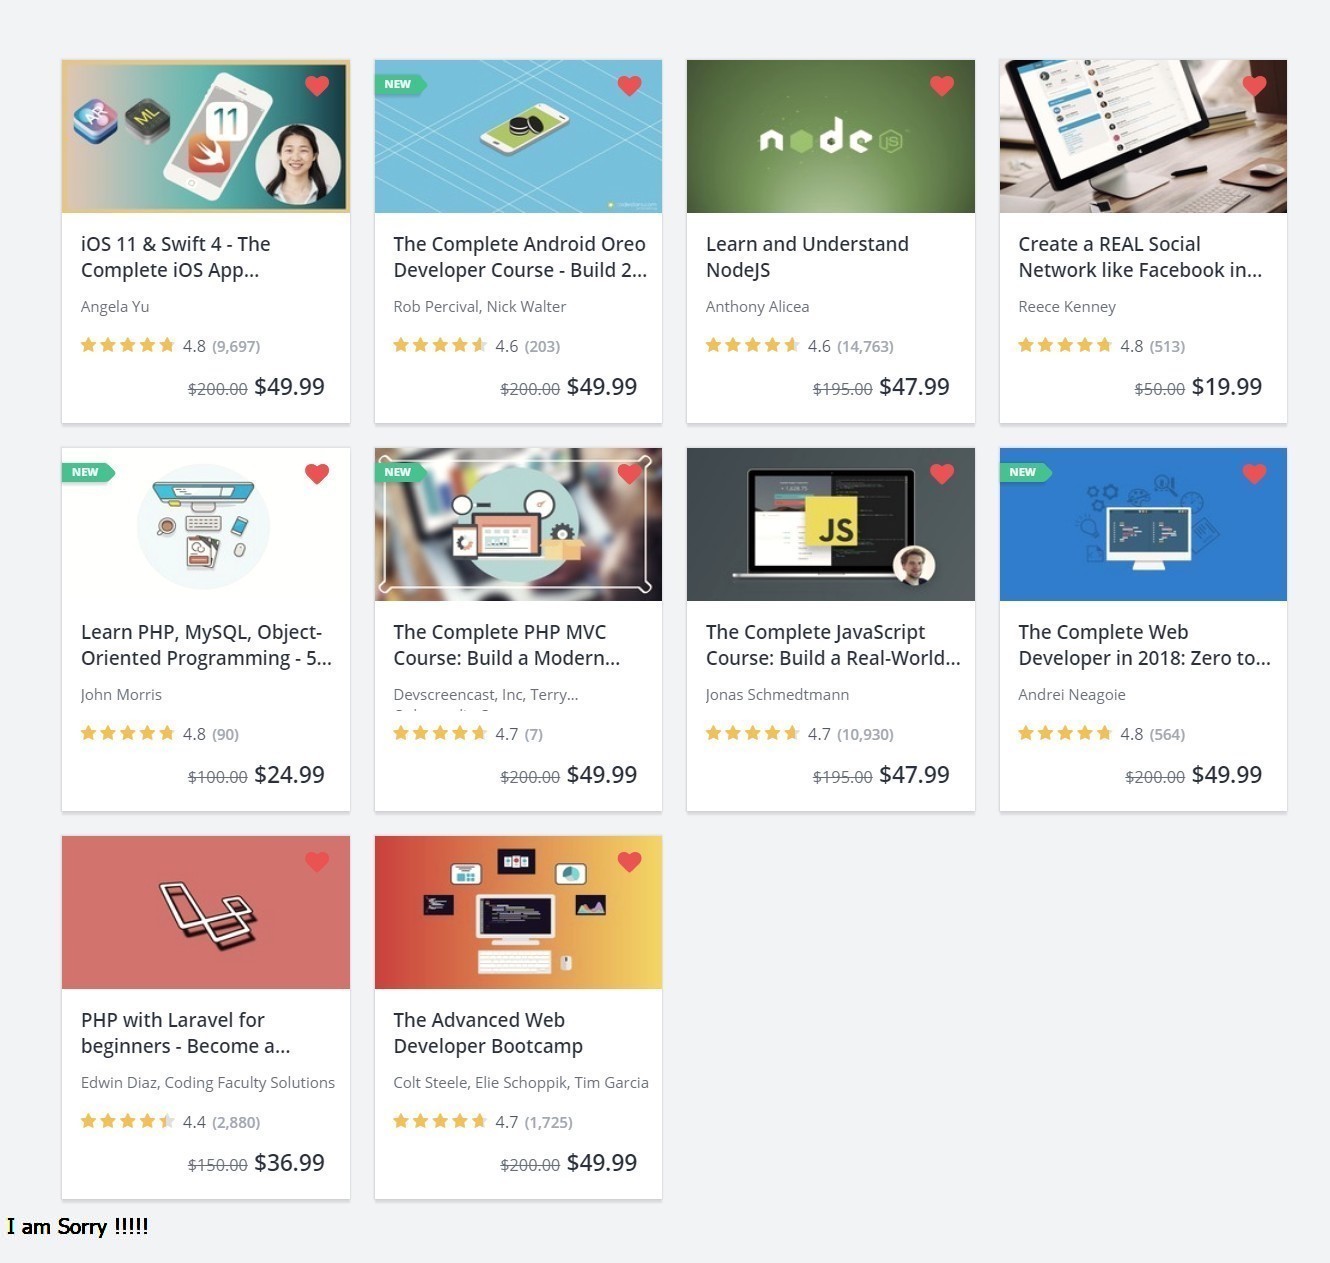 AR
ML
11
iOS 11 & Swift 4 - The
Complete iOS App...
Angela Yu
4.8 (9,697)
$200.00 $49.99
NEW
The Complete Android Oreo
Developer Course - Build 2...
Rob Percival, Nick Walter
4.6 (203)
$200.00 $49.99
node
JS
Learn and Understand
NodeJS
Anthony Alicea
4.6 (14,763)
$195.00 $47.99
Create a REAL Social
Network like Facebook in...
Reece Kenney
4.8 (513)
$50.00 $19.99
NEW
Learn PHP, MySQL, Object-
Oriented Programming - 5...
John Morris
4.8 (90)
$100.00 $24.99
NEW
The Complete PHP MVC
Course: Build a Modern...
Devscreencast, Inc, Terry...
4.7 (7)
$200.00 $49.99
JS
The Complete JavaScript
Course: Build a Real-World...
Jonas Schmedtmann
4.7 (10,930)
$195.00 $47.99
NEW
The Complete Web
Developer in 2018: Zero to...
Andrei Neagoie
4.8 (564)
$200.00 $49.99
PHP with Laravel for
beginners - Become a...
Edwin Diaz, Coding Faculty Solutions
4.4 (2,880)
$150.00 $36.99
The Advanced Web
Developer Bootcamp
Colt Steele, Elie Schoppik, Tim Garcia
4.7 (1,725)
$200.00 $49.99
I am Sorry !!!!!